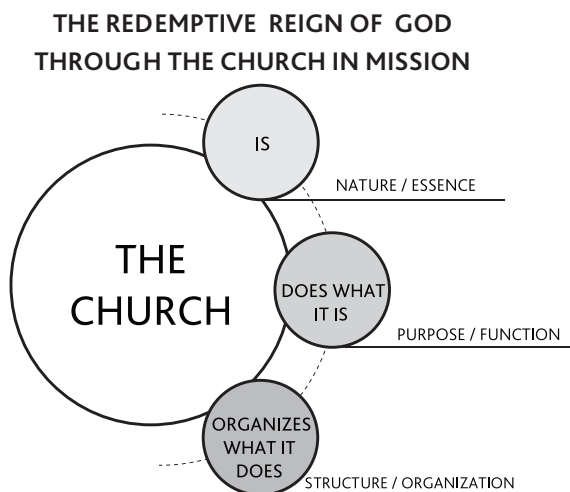 THE REDEMPTIVE REIGN OF GOD
THROUGH THE CHURCH IN MISSION
IS
NATURE / ESSENCE
THE
CHURCH
DOES WHAT
IT IS
PURPOSE / FUNCTION
ORGANIZES
WHAT IT
DOES
STRUCTURE / ORGANIZATION